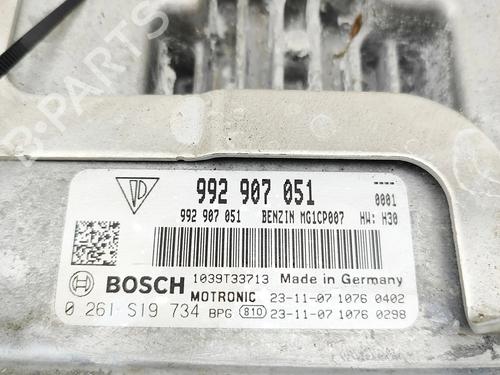 B-PARTS
992 907 051
0001
992 907 051 BENZIN MG1CP007 HW: H30
BOSCH 1039T33713 Made in Germany
MOTRONIC 23-11-07 1076 0402
0 261 S19 734 BPG 810 23-11-07 1076 0298